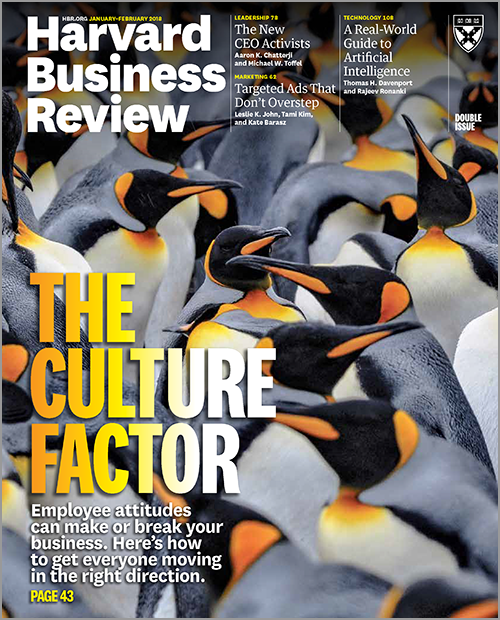 HBR.ORG JANUARY–FEBRUARY 2018
Harvard
Business
Review
LEADERSHIP 78
The New
CEO Activists
Aaron K. Chatterji
and Michael W. Toffel
MARKETING 62
Targeted Ads That
Don't Overstep
Leslie K. John, Tami Kim,
and Kate Barasz
TECHNOLOGY 108
A Real-World
Guide to
Artificial
Intelligence
Thomas H. Davenport
and Rajeev Ronanki
DOUBLE
ISSUE
THE
CULTURE
FACTOR
Employee attitudes
can make or break your
business. Here's how
to get everyone moving
in the right direction.
PAGE 43